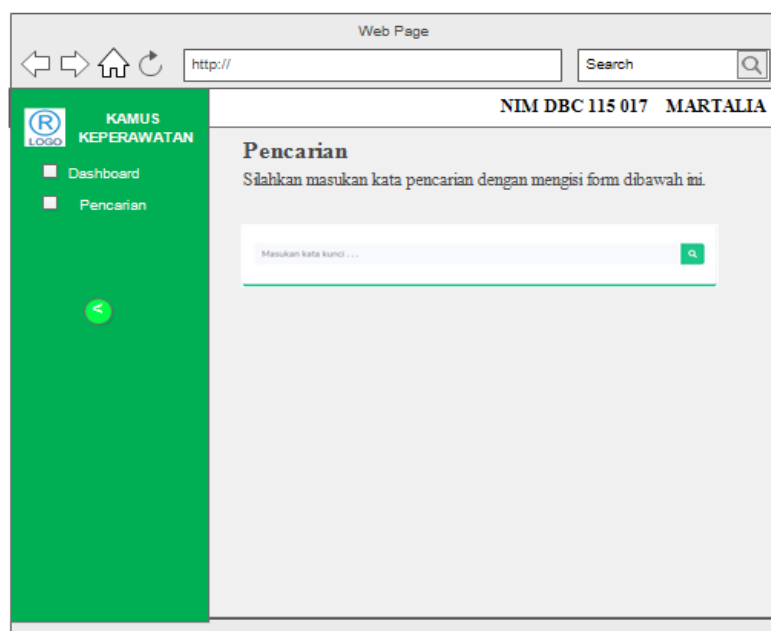 Web Page
http://
Search
NIM DBC 115 017 MARTALIA
R
LOGO
KAMUS
KEPERAWATAN
Dashboard
Pencarian
<
Pencarian
Silahkan masukan kata pencarian dengan mengisi form dibawah ini.
Masukan kata kunci . . .